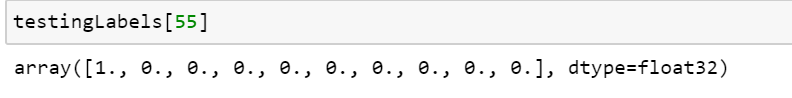 testingLabels[55]
array([1., 0., 0., 0., 0., 0., 0., 0., 0., 0.], dtype=float32)